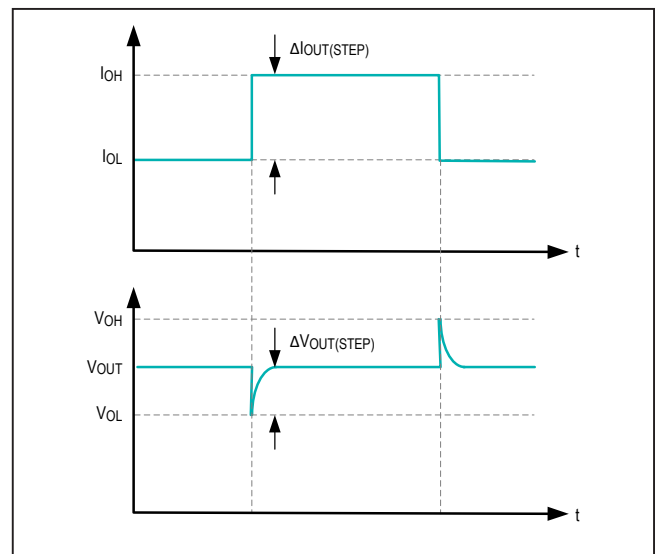 ΔIOUT(STEP)
IOH
IOL
t
VOH
ΔVOUT(STEP)
VOUT
VOL
t